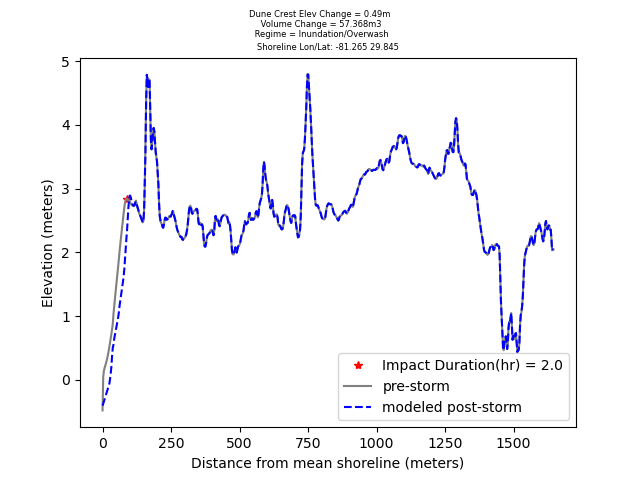 Dune Crest Elev Change = 0.49m
Volume Change = 57.368m3
Regime = Inundation/Overwash
Shoreline Lon/Lat: -81.265 29.845
5
4
3
2
1
0
Elevation (meters)
Impact Duration(hr) = 2.0
pre-storm
modeled post-storm
0 250 500 750 1000 1250 1500
Distance from mean shoreline (meters)